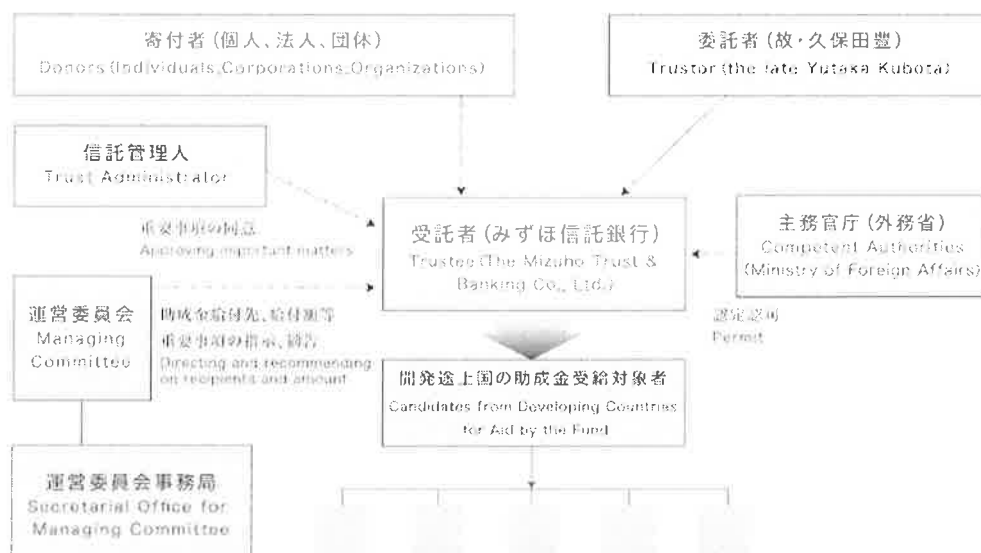 寄付者(個人、法人、団体)
Donors(Individuals,Corporations,Organizations)
委託者(故・久保田豊)
Trustor(the late Yutaka Kubota)
信託管理人
Trust Administrator
重要事項の同意
Approving important matters
受託者(みずほ信託銀行)
Trustee(The Mizuho Trust &
Banking Co., Ltd.)
主務官庁(外務省)
Competent Authorities
(Ministry of Foreign Affairs)
認定認可
Permit
運営委員会
Managing
Committee
助成金給付先、給付額等
重要事項の指示、勧告
Directing and recommending
on recipients and amount
開発途上国の助成金受給対象者
Candidates from Developing Countries
for Aid by the Fund
運営委員会事務局
Secretarial Office for
Managing Committee